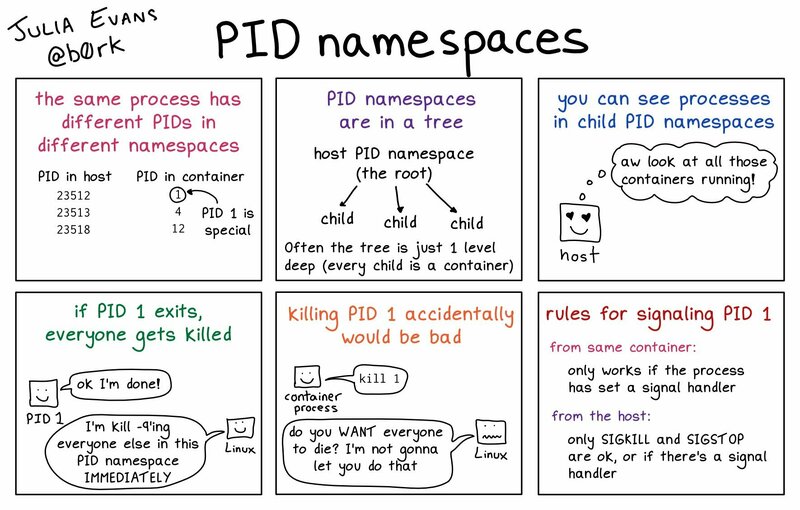 JULIA EVANS
@b0rk
PID namespaces
the same process has
different PIDs in
different namespaces
PID in host PID in container
23512 1
23513 4
23518 12
PID 1 is
special
PID namespaces
are in a tree
host PID namespace
(the root)
child child child
Often the tree is just 1 level
deep (every child is a container)
you can see processes
in child PID namespaces
aw look at all those
containers running!
host
if PID 1 exits,
everyone gets killed
ok I'm done!
PID 1
I'm kill -9'ing
everyone else in this
PID namespace
IMMEDIATELY
Linux
killing PID 1 accidentally
would be bad
kill 1
container
process
do you WANT everyone
to die? I'm not gonna
let you do that
Linux
rules for signaling PID 1
from same container:
only works if the process
has set a signal handler
from the host:
only SIGKILL and SIGSTOP
are ok, or if there's a signal
handler